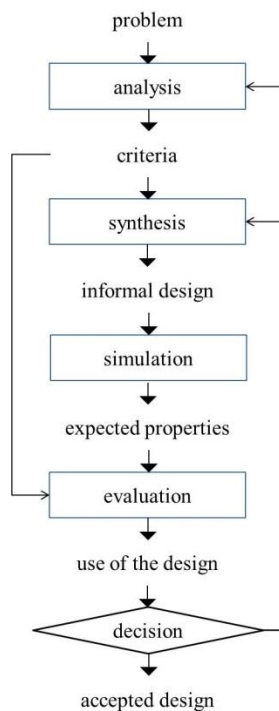 problem
analysis
criteria
synthesis
informal design
simulation
expected properties
evaluation
use of the design
decision
accepted design